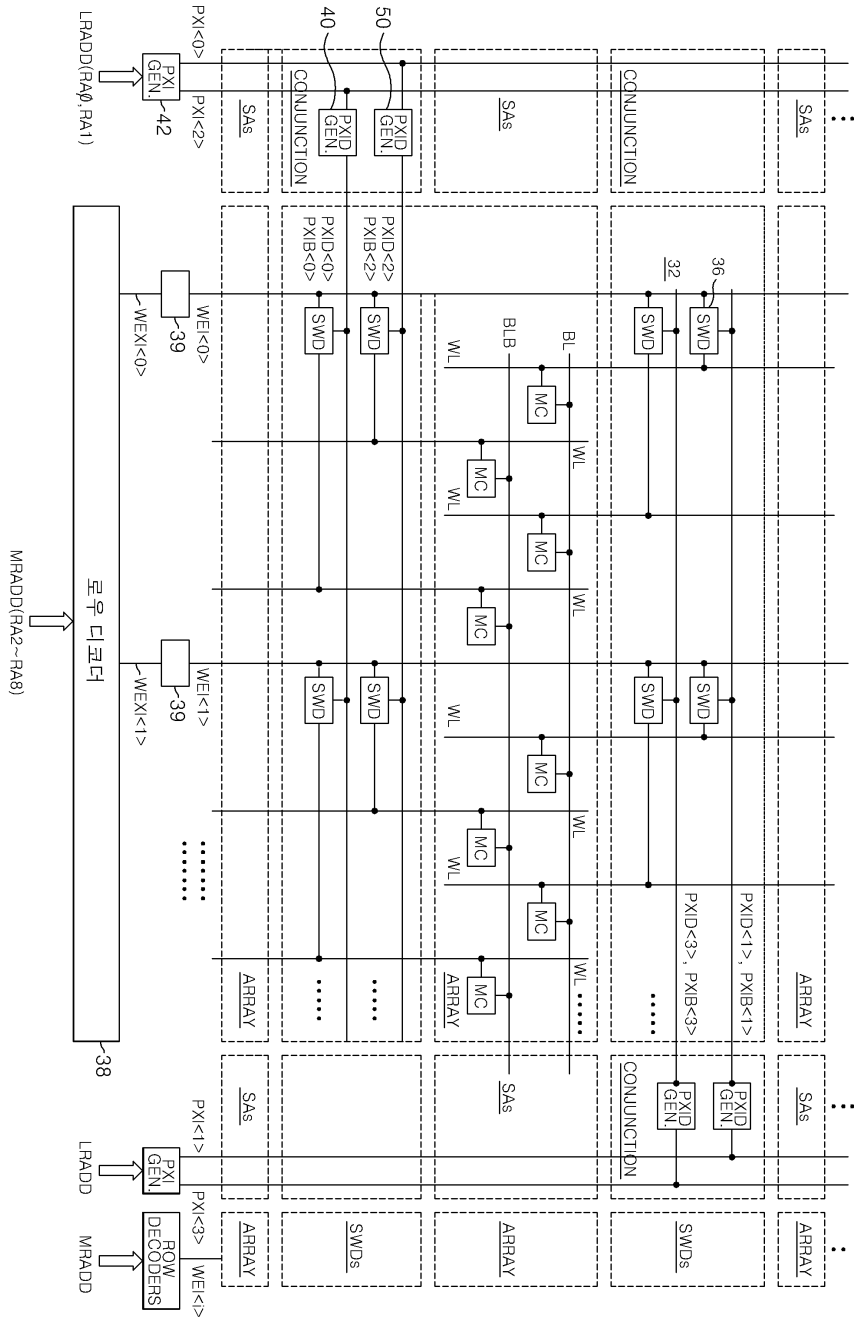 LRADD(RA0,RA1)
PXI<0>
PXI
GEN.
PXI<2>
42
40
50
SAs
CONJUNCTION
PXID
GEN.
PXID
GEN.
SAs
CONJUNCTION
SAs
MRADD(RA2~RA8)
로우 디코더
38
WEXI<0>
39
WEI<0>
WEXI<1>
39
WEI<1>
PXID<0>
PXIB<0>
PXID<2>
PXIB<2>
SWD
SWD
SWD
SWD
BLB
BL
WL
MC
WL
MC
WL
MC
WL
MC
WL
MC
WL
MC
WL
MC
WL
MC
32
36
SWD
SWD
SWD
SWD
PXID<3>, PXIB<3>
PXID<1>, PXIB<1>
ARRAY
ARRAY
ARRAY
SAs
SAs
CONJUNCTION
PXID
GEN.
PXID
GEN.
SAs
LRADD
PXI<1>
PXI
GEN.
PXI<3>
MRADD
ROW
DECODERS
WEI<i>
ARRAY
SWDs
ARRAY
SWDs
ARRAY